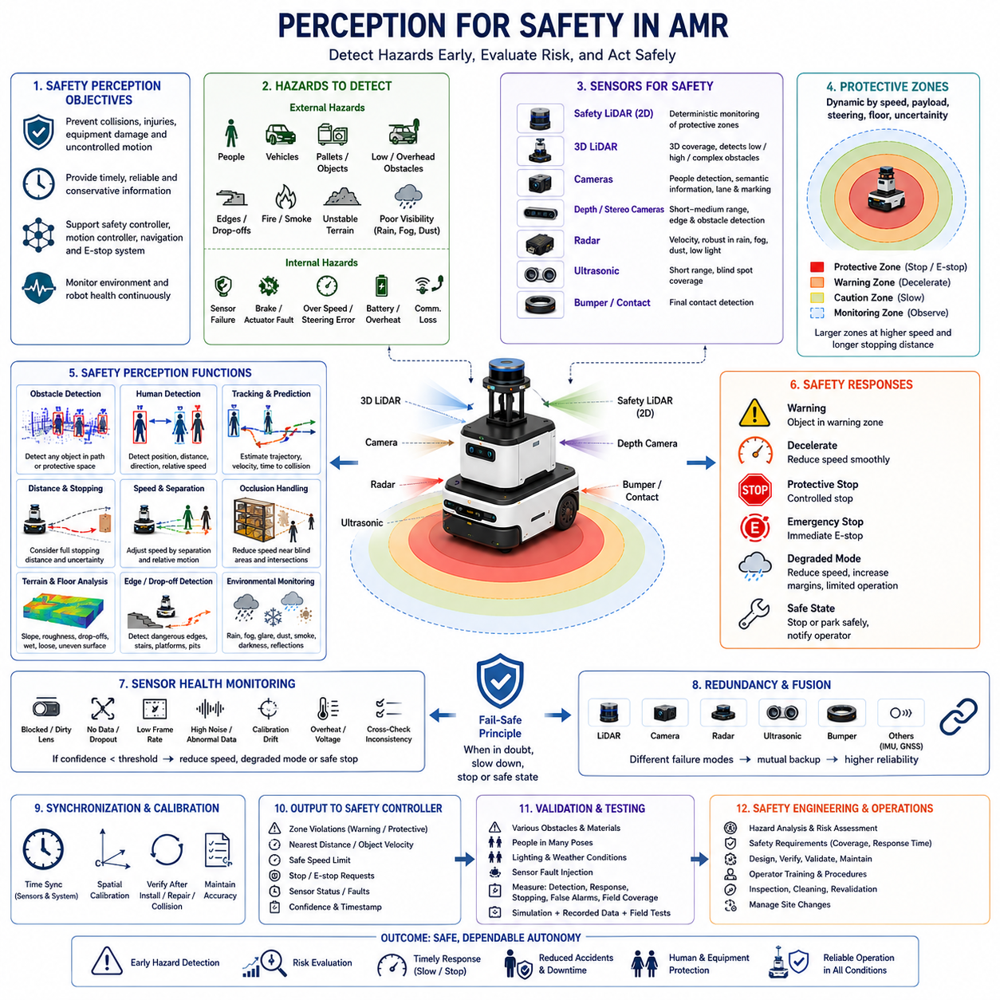 PERCEPTION FOR SAFETY IN AMR
Detect Hazards Early, Evaluate Risk, and Act Safely
1. SAFETY PERCEPTION
OBJECTIVES
Prevent collisions, injuries,
equipment damage and
uncontrolled motion
Provide timely, reliable and
conservative information
Support safety controller,
motion controller, navigation
and E-stop system
Monitor environment and
robot health continuously
2. HAZARDS TO DETECT
External Hazards
People
Vehicles
Pallets /
Objects
Low / Overhead
Obstacles
Edges /
Drop-offs
Fire / Smoke
Unstable
Terrain
Poor Visibility
(Rain, Fog, Dust)
Internal Hazards
Sensor
Failure
Brake /
Actuator Fault
Over Speed /
Steering Error
Battery /
Overheat
Comm.
Loss
3. SENSORS FOR SAFETY
Safety LiDAR (2D)
Deterministic monitoring
of protective zones
3D LiDAR
3D coverage, detects low /
high / complex obstacles
Cameras
People detection, semantic
information, lane & marking
Depth / Stereo Cameras
Short–medium range,
edge & obstacle detection
Radar
Velocity, robust in rain, fog,
dust, low light
Ultrasonic
Short range, blind spot
coverage
Bumper / Contact
Final contact detection
4. PROTECTIVE ZONES
Dynamic by speed, payload,
steering, floor, uncertainity
Protective Zone (Stop / E-stop)
Warning Zone (Decelerate)
Caution Zone (Slow)
Monitoring Zone (Observe)
Larger zones at higher speed and
longer stopping distance
5. SAFETY PERCEPTION FUNCTIONS
Obstacle Detection
Detect any object in path
or protective space
Human Detection
Detect position, distance,
direction, relative speed
Tracking & Prediction
Estimate trajectory,
velocity, time to collision
Distance & Stopping
Consider full stopping
distance and uncertainty
Speed & Separation
Adjust speed by separation
and relative motion
Occlusion Handling
Reduce speed near blind
areas and intersections
Terrain & Floor Analysis
Slope, roughness, drop-offs,
wet, loose, uneven surface
Edge / Drop-off Detection
Detect dangerous edges,
stairs, platforms, pits
Environmental Monitoring
Rain, fog, glare, dust, smoke,
darkness, reflections
3D LiDAR
Camera
Radar
Ultrasonic
Safety LiDAR
(2D)
Depth Camera
Bumper /
Contact
6. SAFETY RESPONSES
Warning
Object in warning zone
Decelerate
Reduce speed smoothly
STOP
Protective Stop
Controlled stop
E
Emergency Stop
Immediate E-stop
Degraded Mode
Reduce speed, increase
margins, limited operation
Safe State
Stop or park safely,
notify operator
7. SENSOR HEALTH MONITORING
Blocked / Dirty
Lens
No Data /
Dropout
Low Frame
Rate
High Noise /
Abnormal Data
Calibration
Drift
Overheat /
Voltage
Cross-Check
Inconsistency
If confidence < threshold → reduce speed, degraded mode or safe stop
Fail-Safe
Principle
When in doubt,
slow down,
stop or safe state
8. REDUNDANCY & FUSION
LiDAR
Camera
Radar
Ultrasonic
Bumper
Others
(IMU, GNSS)
Different failure modes → mutual backup → higher reliability
9. SYNCHRONIZATION & CALIBRATION
Time Sync
(Sensors & System)
Spatial
Calibration
Verify After
Install / Repair /
Collision
Maintain
Accuracy
10. OUTPUT TO SAFETY CONTROLLER
Zone Violations (Warning / Protective)
Nearest Distance / Object Velocity
Safe Speed Limit
Stop / E-stop Requests
Sensor Status / Faults
Confidence & Timestamp
11. VALIDATION & TESTING
Various Obstacles & Materials
People in Many Poses
Lighting & Weather Conditions
Sensor Fault Injection
Measure: Detection, Response,
Stopping, False Alarms, Field Coverage
Simulation + Recorded Data + Field Tests
12. SAFETY ENGINEERING & OPERATIONS
Hazard Analysis & Risk Assessment
Safety Requirements (Coverage, Response Time)
Design, Verify, Validate, Maintain
Operator Training & Procedures
Inspection, Cleaning, Revalidation
Manage Site Changes
OUTCOME: SAFE, DEPENDABLE AUTONOMY
Early Hazard Detection
Risk Evaluation
Timely Response
(Slow / Stop)
Reduced Accidents
& Downtime
Human & Equipment
Protection
Reliable Operation
in All Conditions